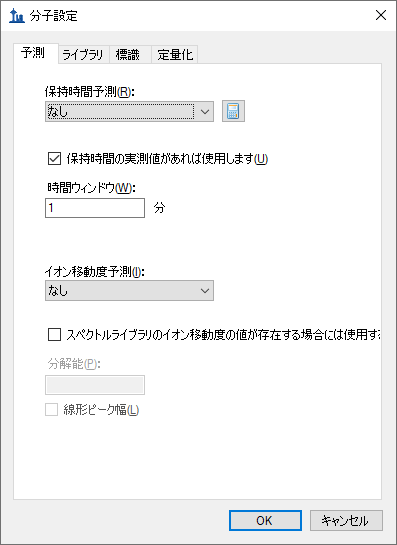 分子設定
予測 ライブラリ 標識 定量化
保持時間予測(R):
なし
保持時間の実測値があれば使用します(U)
時間ウィンドウ(W):
1 分
イオン移動度予測(I):
なし
スペクトルライブラリのイオン移動度の値が存在する場合には使用す
分解能(P):
線形ピーク幅(L)
OK キャンセル